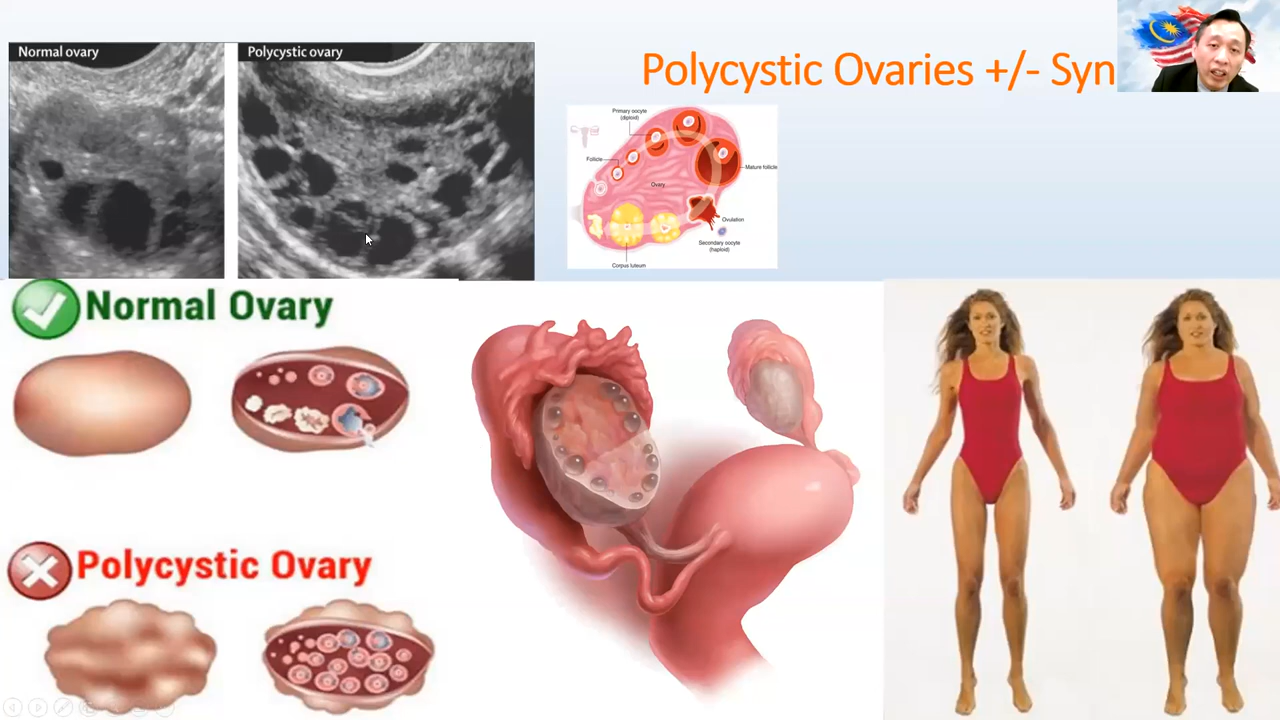 Normal ovary
Polycystic ovary
Polycystic Ovaries +/- Syn
Primary oocyte
(diploid)
Follicle
Mature follicle
Ovary
Ovulation
Secondary oocyte
(haploid)
Corpus luteum
Normal Ovary
Polycystic Ovary